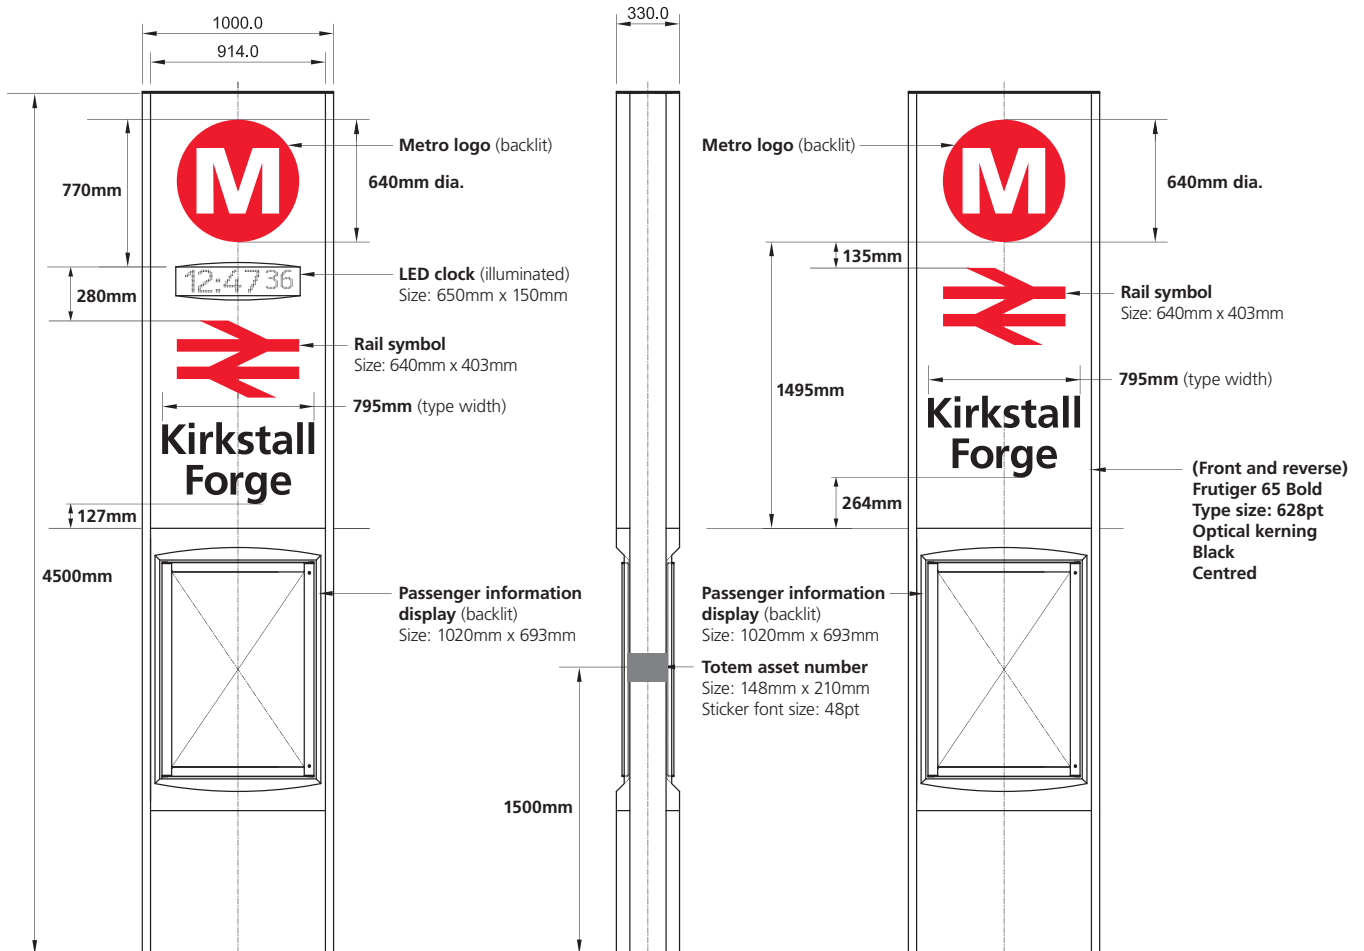 1000.0
914.0
M
Metro logo (backlit)
770mm
640mm dia.
12:47 36
LED clock (illuminated)
Size: 650mm x 150mm
280mm
Rail symbol
Size: 640mm x 403mm
795mm (type width)
Kirkstall
Forge
127mm
4500mm
Passenger information
display (backlit)
Size: 1020mm x 693mm
330.0
1500mm
Totem asset number
Size: 148mm x 210mm
Sticker font size: 48pt
Metro logo (backlit)
M
640mm dia.
135mm
Rail symbol
Size: 640mm x 403mm
1495mm
795mm (type width)
Kirkstall
Forge
264mm
(Front and reverse)
Frutiger 65 Bold
Type size: 628pt
Optical kerning
Black
Centred
Passenger information
display (backlit)
Size: 1020mm x 693mm